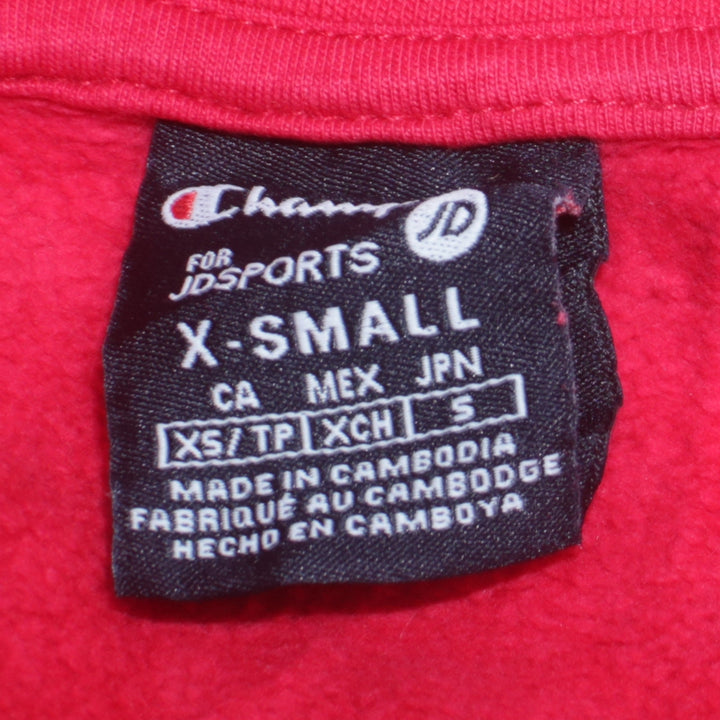 Champ JD
FOR
JDSPORTS
X-SMALL
CA MEX JPN
XS/TP XCH S
MADE IN CAMBODIA
FABRIQUÉ AU CAMBODGE
HECHO EN CAMBOYA